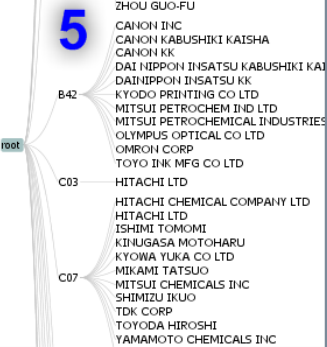 ZHOU GUO-FU
5
CANON INC
CANON KABUSHIKI KAISHA
CANON KK
DAI NIPPON INSATSU KABUSHIKI KAI
DAINIPPON INSATSU KK
B42
KYODO PRINTING CO LTD
MITSUI PETROCHEM IND LTD
MITSUI PETROCHEMICAL INDUSTRIES
OLYMPUS OPTICAL CO LTD
root
OMRON CORP
TOYO INK MFG CO LTD
C03
HITACHI LTD
HITACHI CHEMICAL COMPANY LTD
HITACHI LTD
ISHIMI TOMOMI
KINUGASA MOTOHARU
KYOWA YUKA CO LTD
C07
MIKAMI TATSUO
MITSUI CHEMICALS INC
SHIMIZU IKUO
TDK CORP
TOYODA HIROSHI
YAMAMOTO CHEMICALS INC